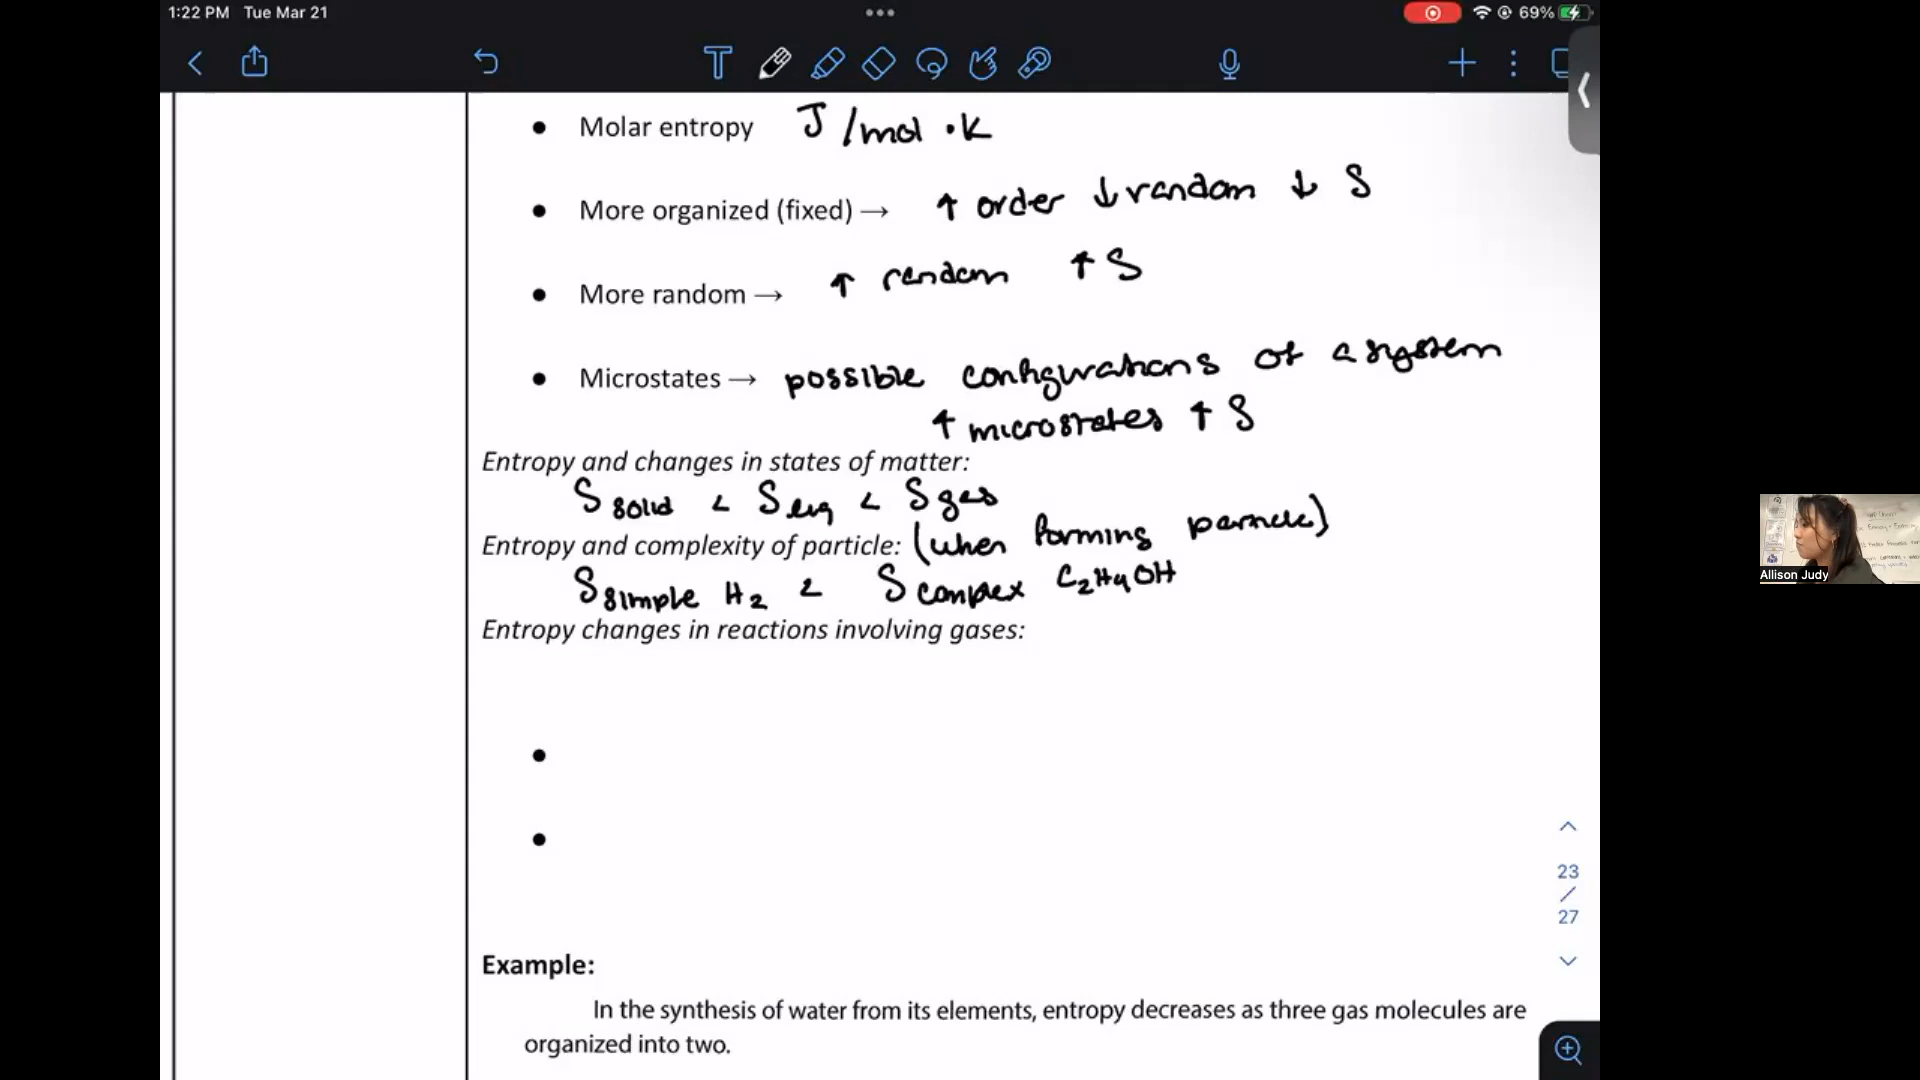 1:22 PM Tue Mar 21
69%
• Molar entropy J/mol • K
• More organized (fixed) → ↑ order ↓ random ↓ S
• More random → ↑ random ↑ S
• Microstates → possible configurations of a system
↑ microstates ↑ S
Entropy and changes in states of matter:
S solid < S liq < S gas
Entropy and complexity of particle: (when forming particle)
S simple H2 < S complex C2H4OH
Entropy changes in reactions involving gases:
•
•
23
/
27
Example:
In the synthesis of water from its elements, entropy decreases as three gas molecules are
organized into two.
Allison Judy